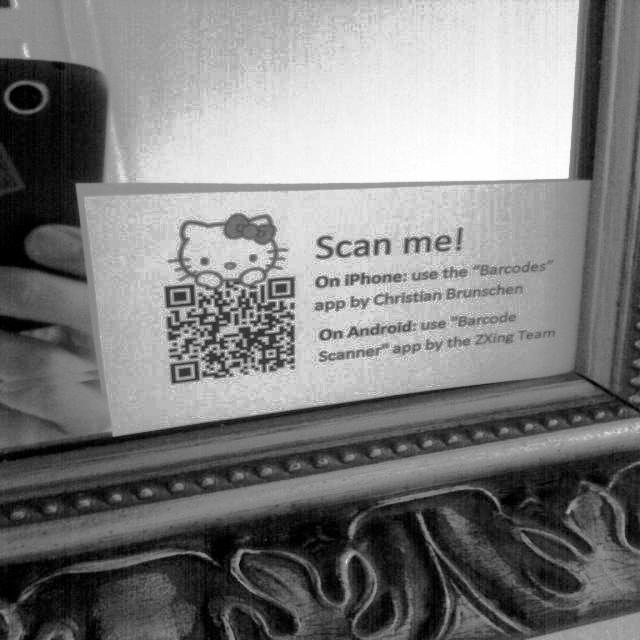 Scan me!
On iPhone: use the "Barcodes"
app by Christian Brunschen
On Android: use "Barcode
Scanner" app by the ZXing Team